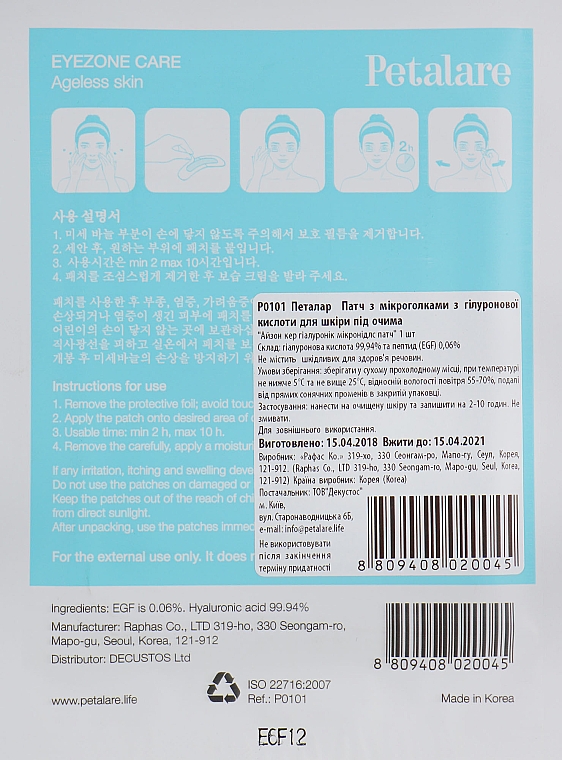 EYEZONE CARE
Ageless skin
Petalare
2h
사용 설명서
1. 미세 바늘 부분이 손에 닿지 않도록 주의해서 보호 필름을 제거합니다.
2. 세안 후, 원하는 부위에 패치를 붙입니다.
3. 사용시간은 min 2 max 10시간입니다.
4. 패치를 조심스럽게 제거한 후 보습 크림을 발라 주세요.
패치를 사용한 후 부종, 염증, 가려움증
손상되거나 염증이 생긴 피부에 패치
어린이의 손이 닿지 않는 곳에 보관하십
직사광선을 피하고 실온에서 패치를 보
개봉 후 미세바늘의 손상을 방지하기 위
Instructions for use
1. Remove the protective foil; avoid touc
2. Apply the patch onto desired area of
3. Usable time: min 2 h, max 10 h.
4. Remove the carefully, apply a moistur
If any irritation, itching and swelling deve
Do not use the patches on damaged or
Keep the patches out of the reach of ch
from direct sunlight.
After unpacking, use the patches immed
For the external use only. It does n
Р0101 Петалар Патч з мікроголками з гілуронової
кислоти для шкіри під очима
"Айзон кер гіалуронік мікронідлс патч" 1 шт
Склад: гіалуронова кислота 99,94% та пептид (EGF) 0,06%
Не містить шкідливих для здоров'я речовин.
Умови зберігання: зберігати у сухому прохолодному місці, при температурі
не нижче 5°С та не вище 25°С, відносній вологості повітря 55-70%, подалі
від прямих сонячних променів в закритій упаковці.
Застосування: нанести на очищену шкіру та залишити на 2-10 годин. Не
змивати.
Для зовнішнього використання.
Виготовлено: 15.04.2018 Вжити до: 15.04.2021
Виробник: «Рафас Ко.» 319-хо, 330 Сеонгам-ро, Мапо-гу, Сеул, Корея,
121-912. (Raphas Co., LTD 319-ho, 330 Seongam-ro, Mapo-gu, Seul, Korea,
121-912) Країна виробник: Корея (Korea)
Постачальник: ТОВ"Декустос"
м. Київ,
вул. Старонаводницька 6Б,
e-mail: info@petalare.life
Не використовувати
після закінчення
терміну придатності
8 809408 020045
Ingredients: EGF is 0.06%. Hyaluronic acid 99.94%
Manufacturer: Raphas Co., LTD 319-ho, 330 Seongam-ro,
Mapo-gu, Seoul, Korea, 121-912
Distributor: DECUSTOS Ltd
8 809408 020045
www.petalare.life
ISO 22716:2007
Ref.: P0101
Made in Korea
ECF12